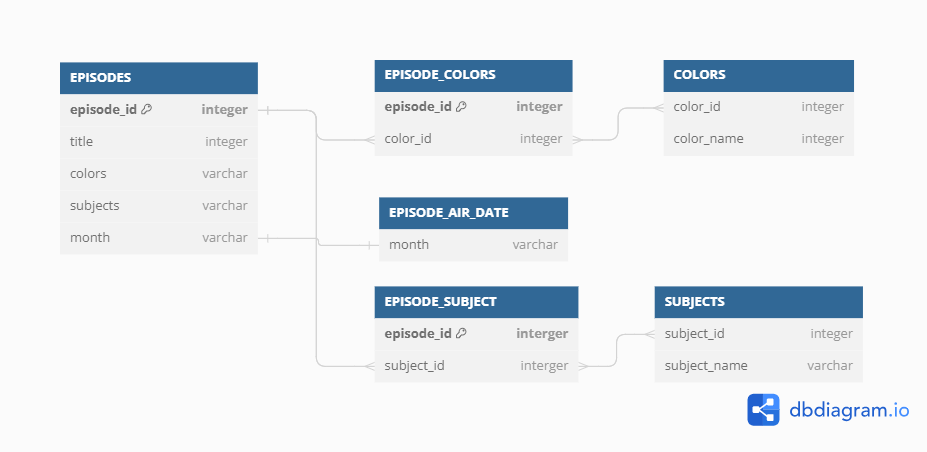 EPISODES
episode_id integer
title integer
colors varchar
subjects varchar
month varchar
EPISODE_COLORS
episode_id integer
color_id integer
COLORS
color_id integer
color_name integer
EPISODE_AIR_DATE
month varchar
EPISODE_SUBJECT
episode_id interger
subject_id interger
SUBJECTS
subject_id integer
subject_name varchar
dbdiagram.io